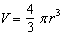 V = 4/3 πr³